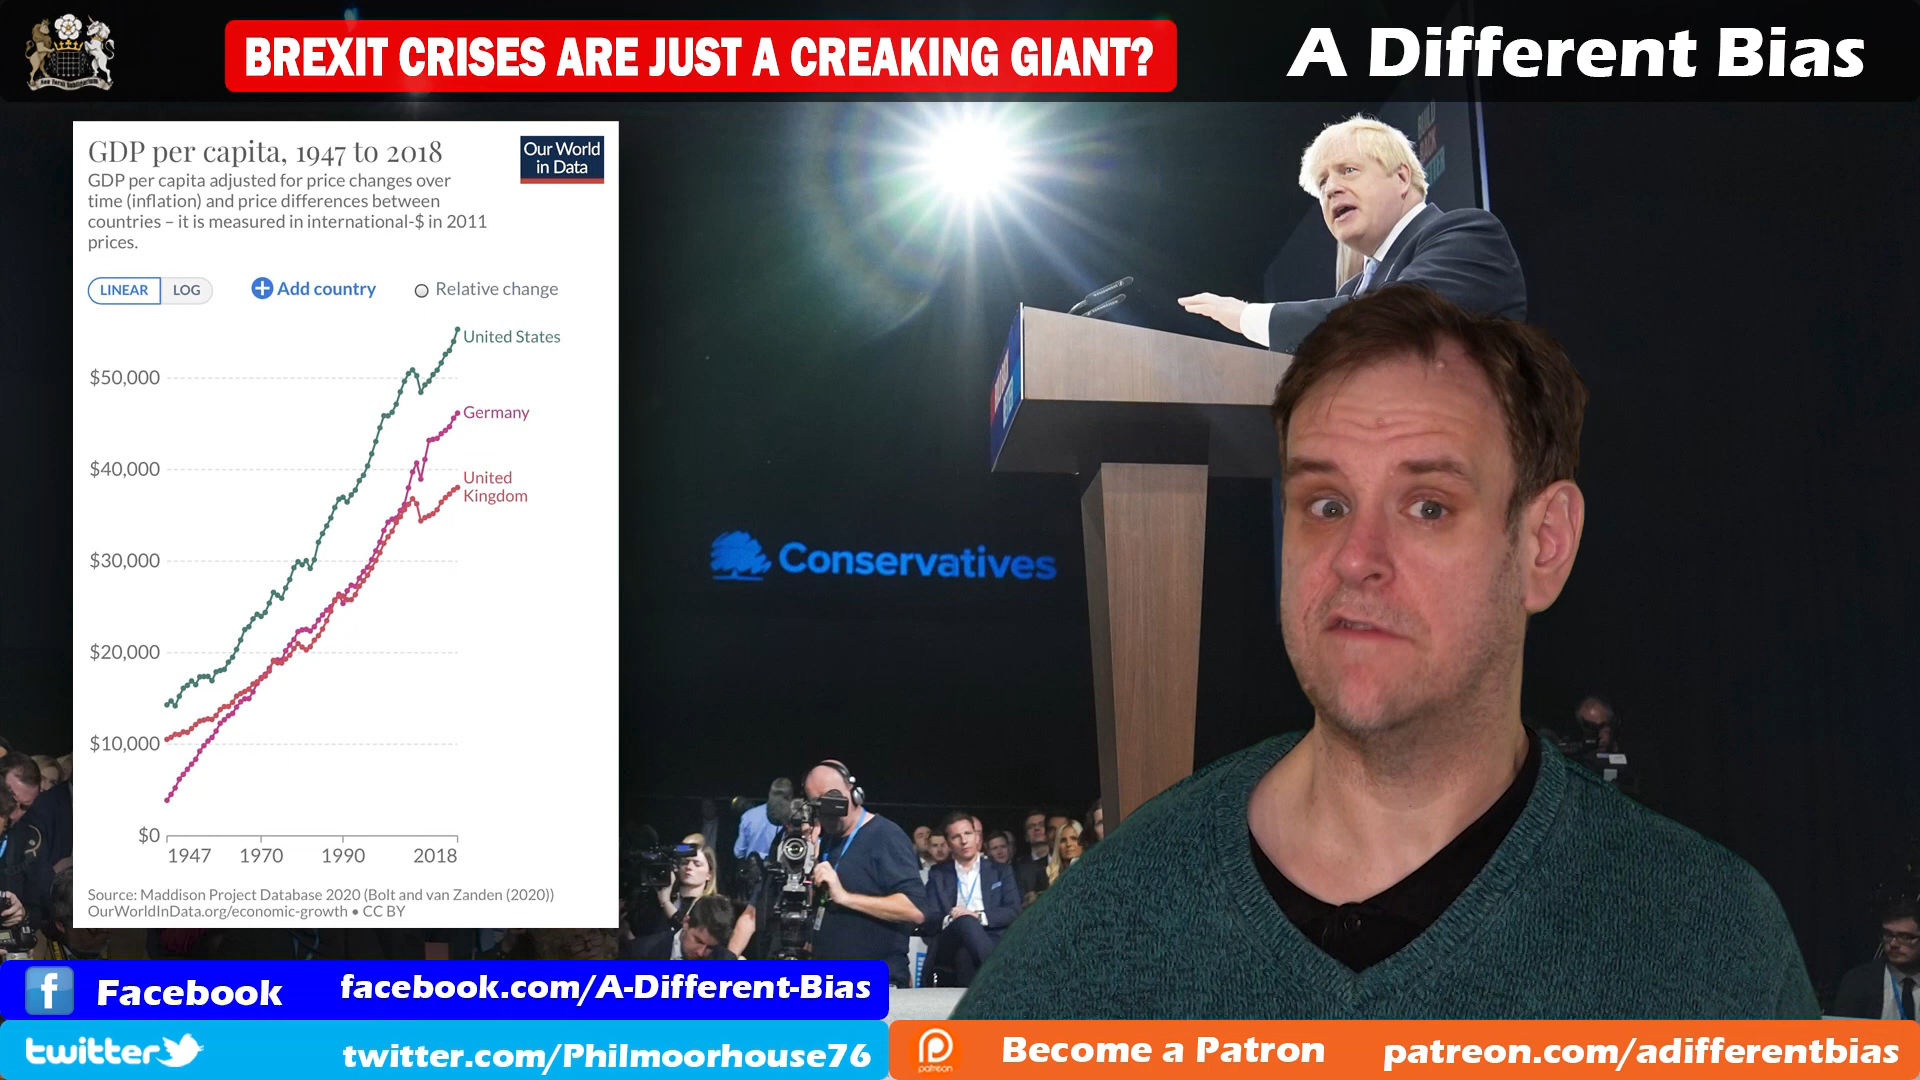 BREXIT CRISES ARE JUST A CREAKING GIANT?
A Different Bias
GDP per capita, 1947 to 2018
Our World
in Data
GDP per capita adjusted for price changes over
time (inflation) and price differences between
countries – it is measured in international-$ in 2011
prices.
LINEAR LOG
Add country
Relative change
United States
$50,000
Germany
$40,000
United
Kingdom
$30,000
$20,000
$10,000
$0
1947 1970 1990 2018
Source: Maddison Project Database 2020 (Bolt and van Zanden (2020))
OurWorldInData.org/economic-growth • CC BY
Conservatives
f Facebook facebook.com/A-Different-Bias
twitter twitter.com/Philmoorhouse76
patreon Become a Patron patreon.com/adifferentbias